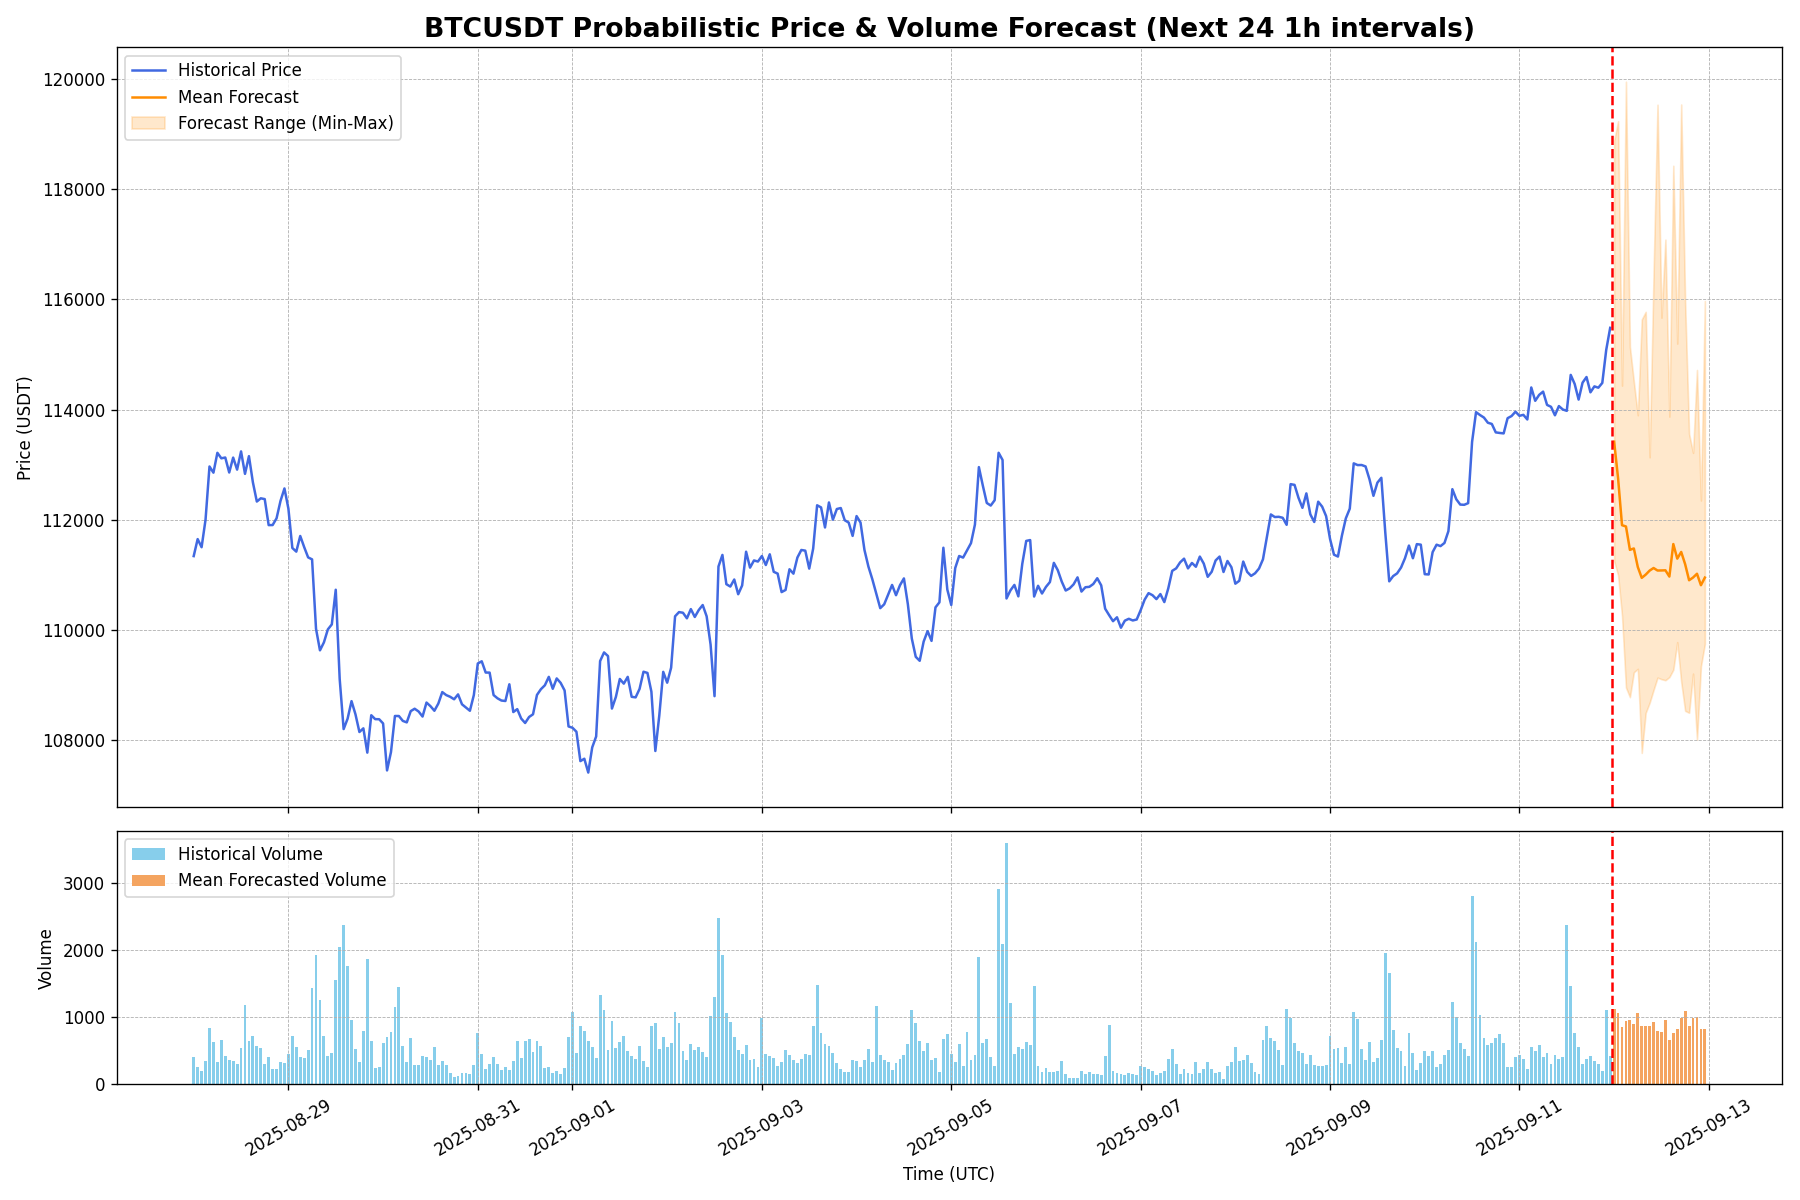 BTCUSDT Probabilistic Price & Volume Forecast (Next 24 1h intervals)
Historical Price
Mean Forecast
Forecast Range (Min-Max)
120000
118000
116000
114000
112000
110000
108000
Price (USDT)
Historical Volume
Mean Forecasted Volume
3000
2000
1000
0
Volume
2025-08-29
2025-08-31
2025-09-01
2025-09-03
2025-09-05
2025-09-07
2025-09-09
2025-09-11
2025-09-13
Time (UTC)